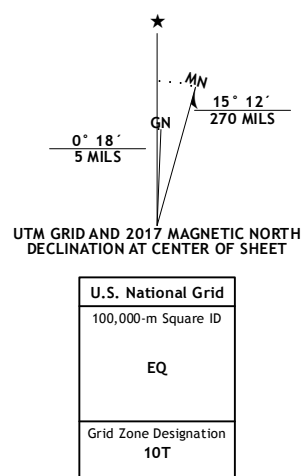 ★
MN
GN
15° 12´
270 MILS
0° 18´
5 MILS
UTM GRID AND 2017 MAGNETIC NORTH
DECLINATION AT CENTER OF SHEET
U.S. National Grid
100,000-m Square ID
EQ
Grid Zone Designation
10T